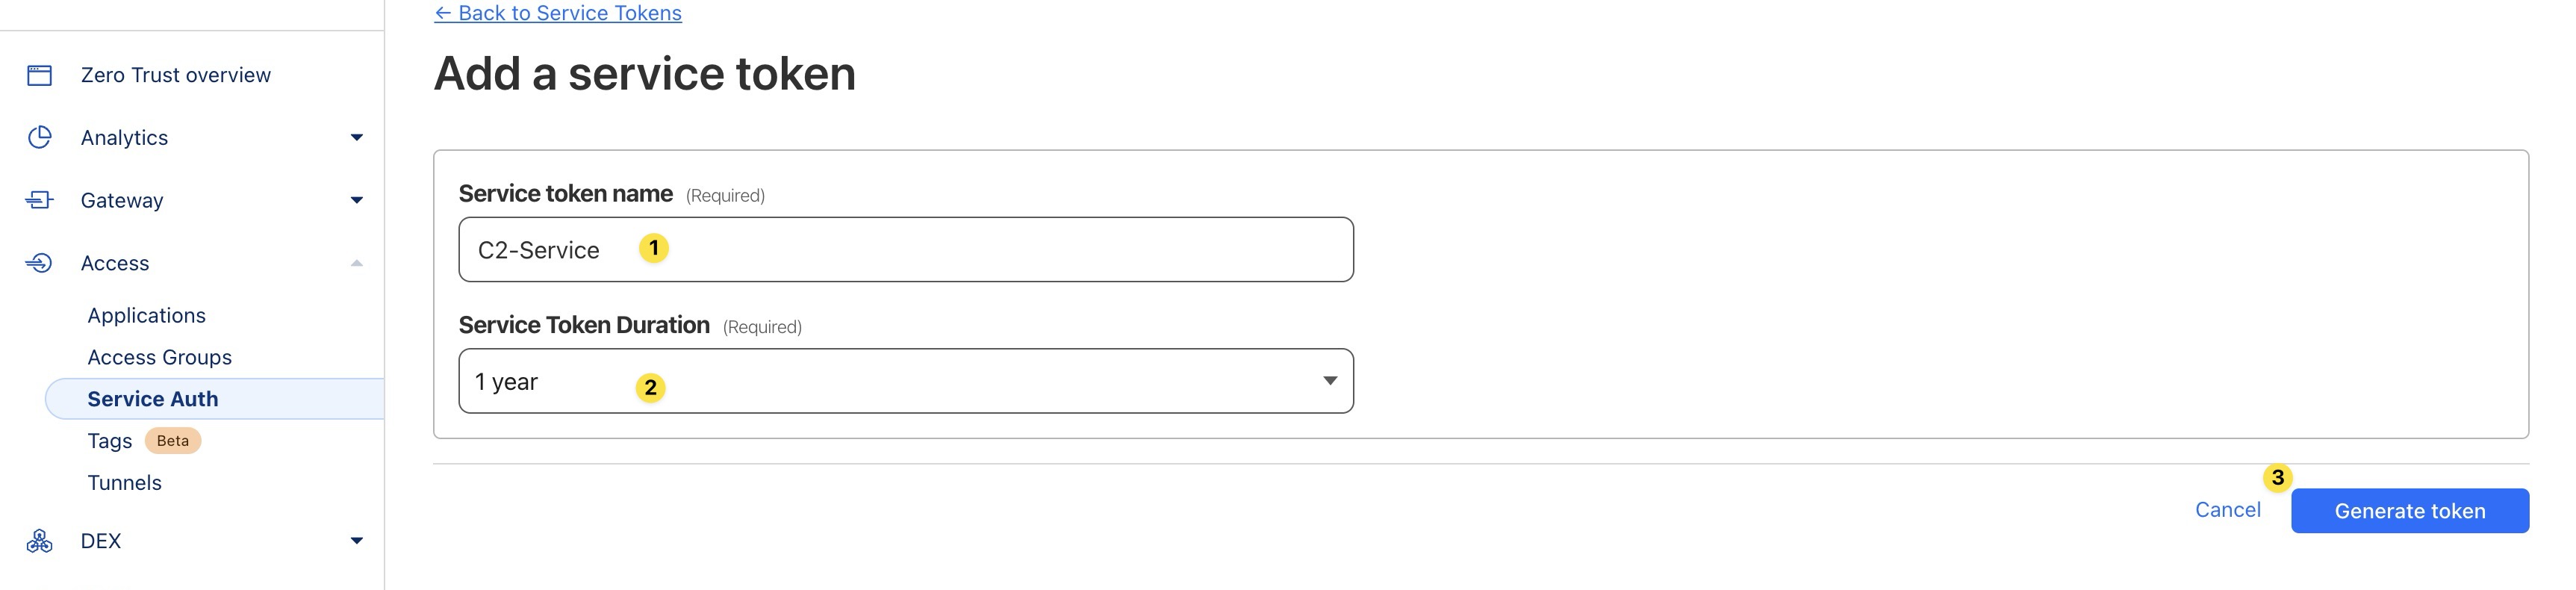 ← Back to Service Tokens
Add a service token
Zero Trust overview
Analytics
Gateway
Access
Applications
Access Groups
Service Auth
Tags Beta
Tunnels
DEX
Service token name (Required)
C2-Service 1
Service Token Duration (Required)
1 year 2
3
Cancel Generate token